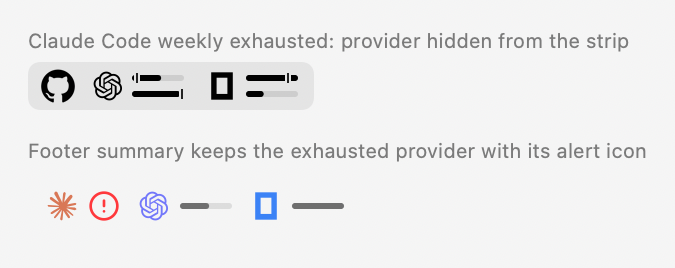 Claude Code weekly exhausted: provider hidden from the strip
Footer summary keeps the exhausted provider with its alert icon